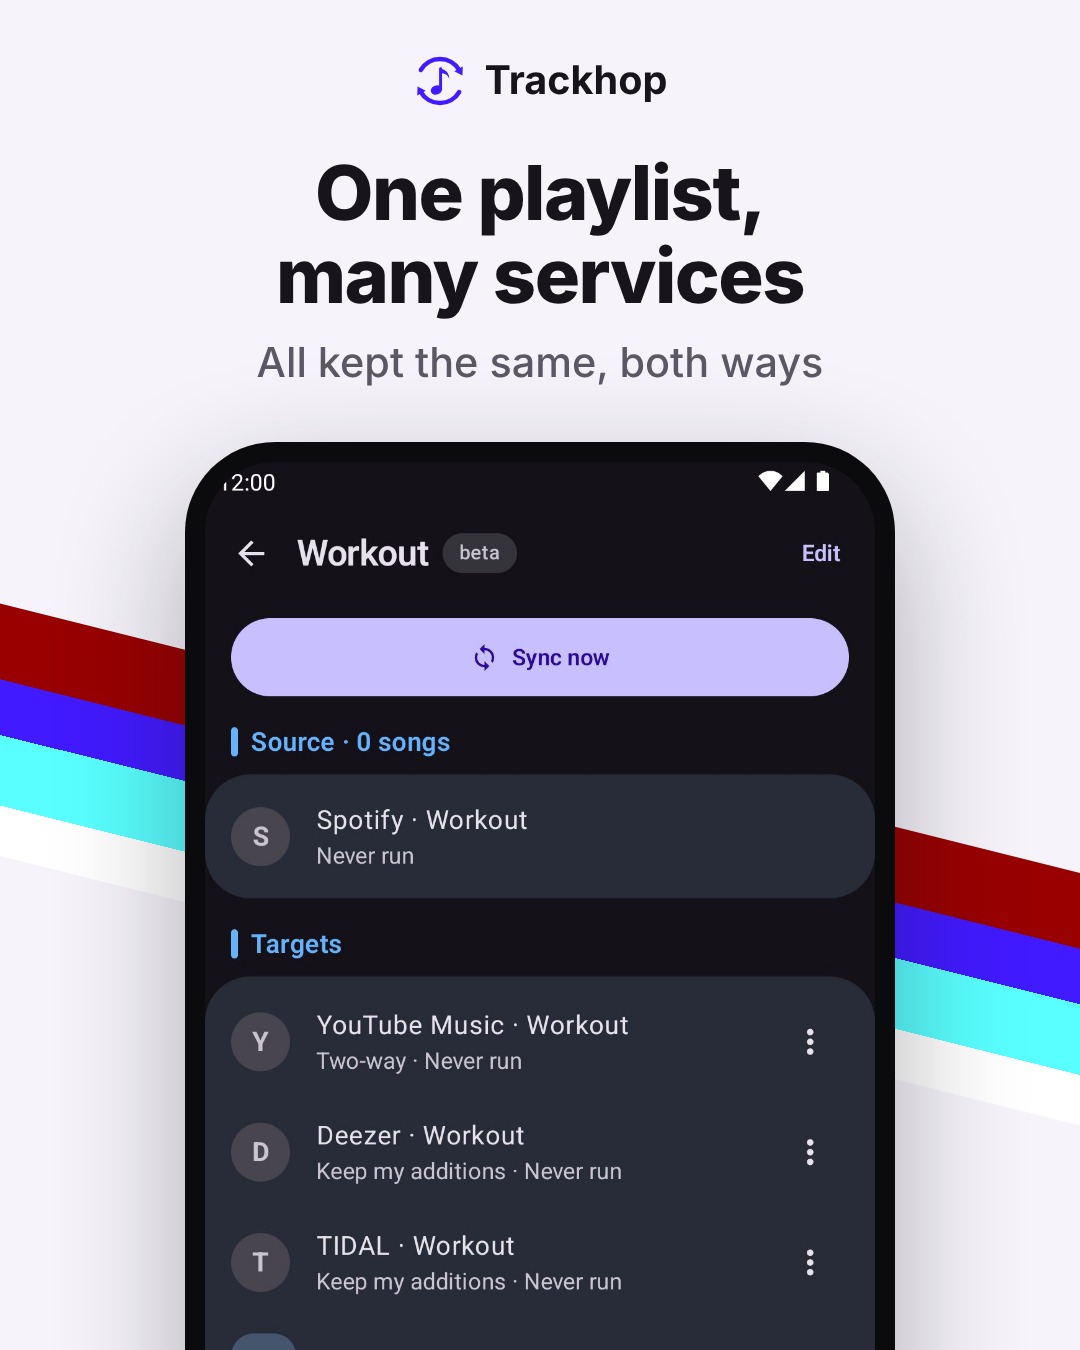 Trackhop
One playlist,
many services
All kept the same, both ways
12:00
Workout beta Edit
Sync now
Source · 0 songs
S
Spotify · Workout
Never run
Targets
Y
YouTube Music · Workout
Two-way · Never run
D
Deezer · Workout
Keep my additions · Never run
T
TIDAL · Workout
Keep my additions · Never run